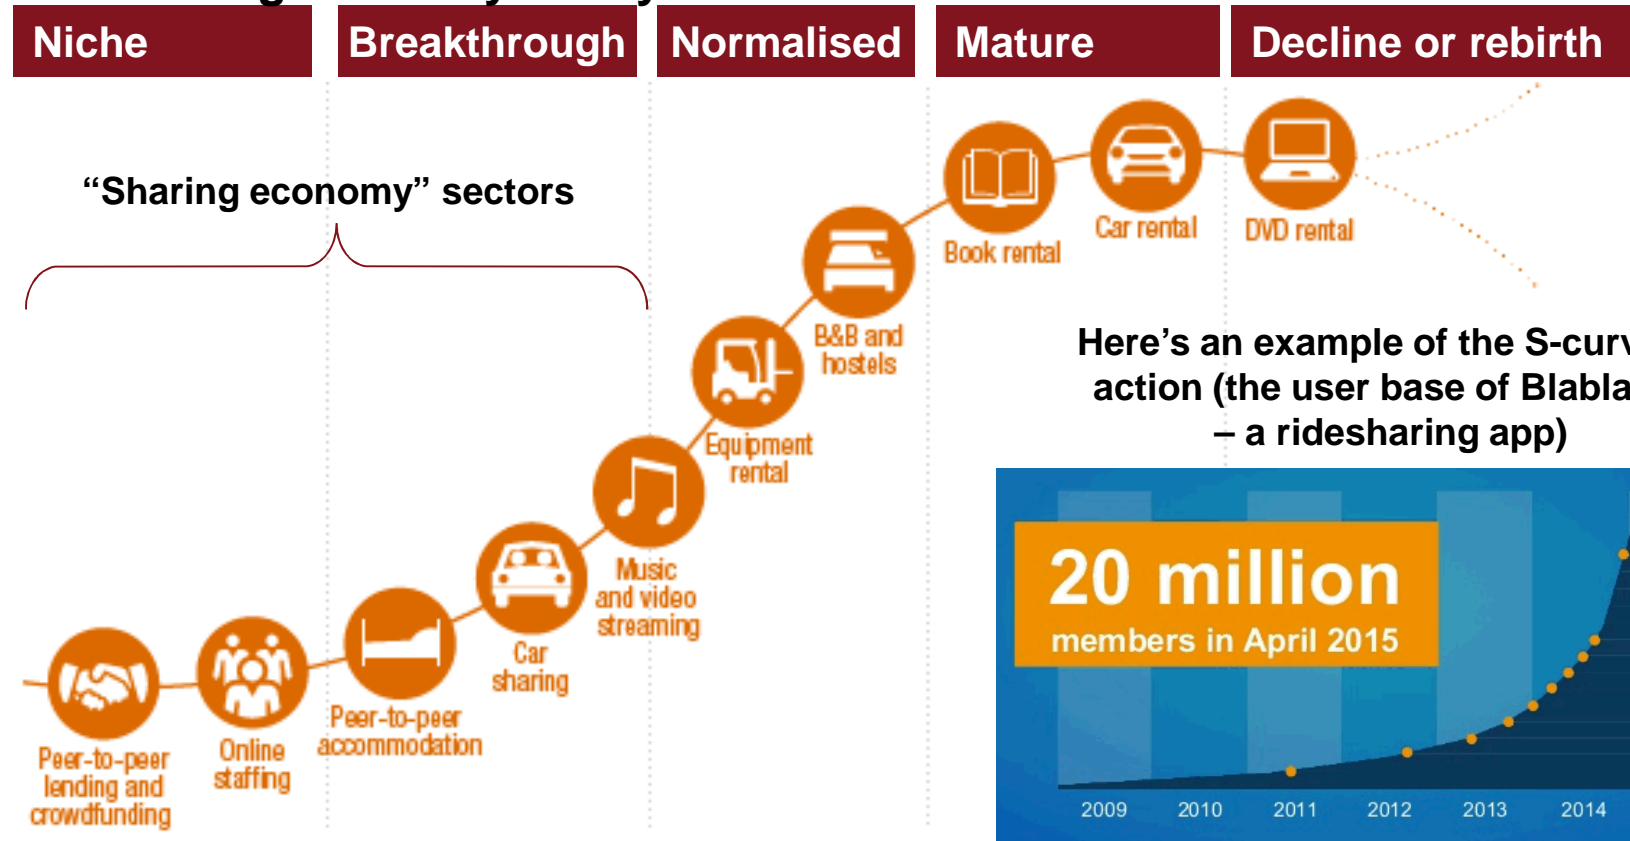 Niche
Breakthrough
Normalised
Mature
Decline or rebirth
“Sharing economy” sectors
Peer-to-peer
lending and
crowdfunding
Online
staffing
Peer-to-peer
accommodation
Car
sharing
Music
and video
streaming
Equipment
rental
B&B and
hostels
Book rental
Car rental
DVD rental
Here’s an example of the
action (the user base of
– a ridesharing app)
20 million
members in April 2015
2009 2010 2011 2012 2013 2014